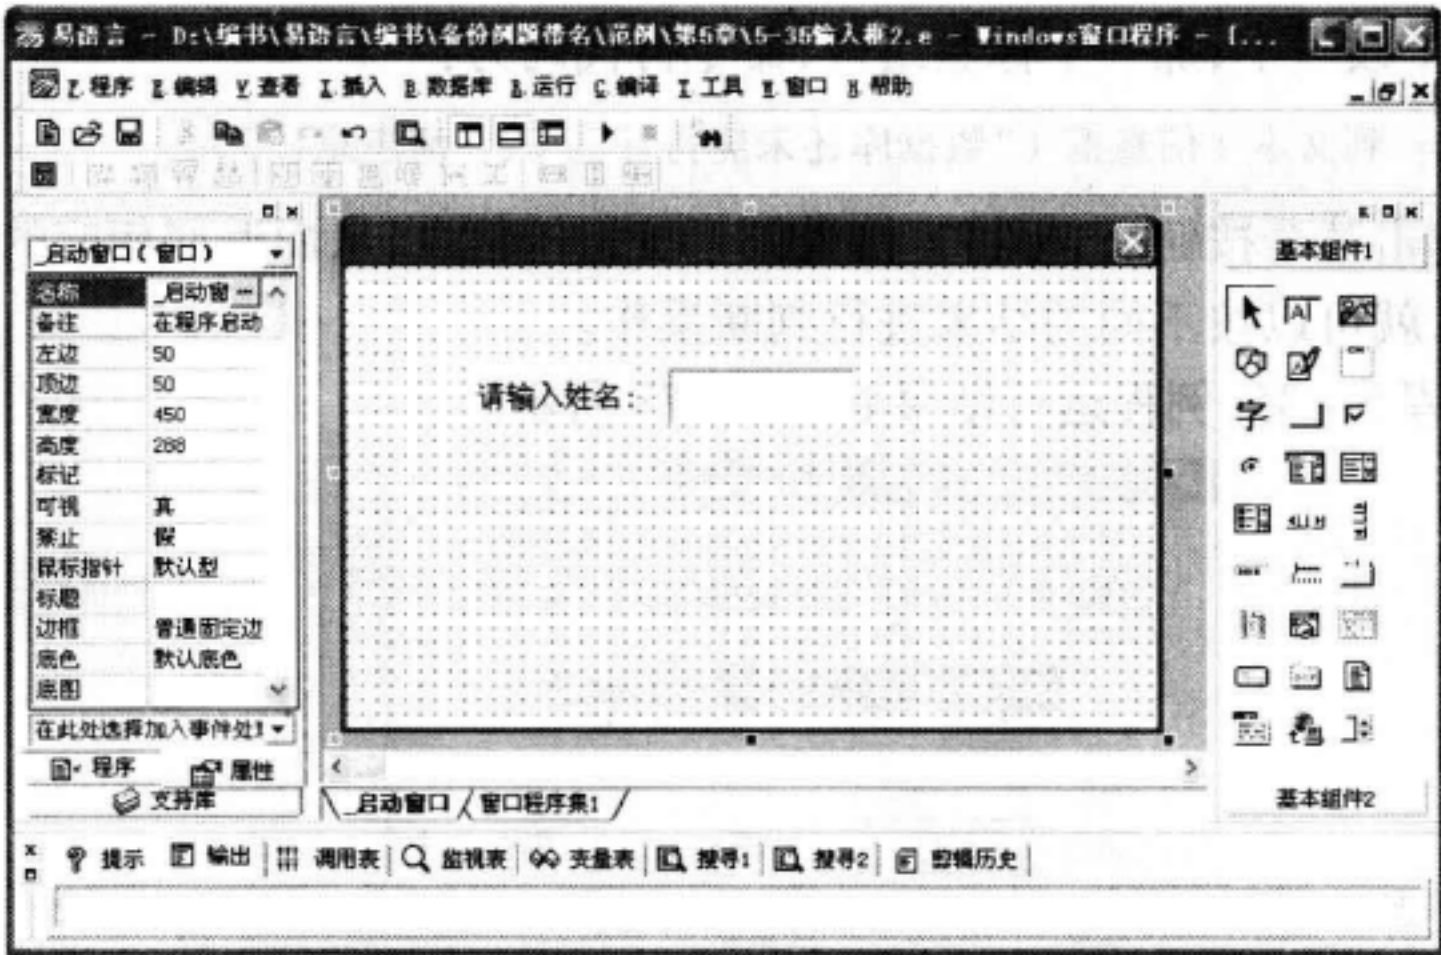 易语言 - D:\编书\易语言\编书\备份例题带名\范例\第5章\5-35输入框2.e - Windows窗口程序 - [...
F.程序 E.编辑 V.查看 I.插入 B.数据库 R.运行 C.编译 T.工具 W.窗口 H.帮助
_启动窗口(窗口)
名称 _启动窗
备注 在程序启动
左边 50
顶边 50
宽度 450
高度 288
标记
可视 真
禁止 假
鼠标指针 默认型
标题
边框 普通固定边
底色 默认底色
底图
在此处选择加入事件处理
程序 属性
支持库
请输入姓名:
_启动窗口 窗口程序集1
基本组件1
字
基本组件2
提示 输出 调用表 监视表 变量表 搜寻1 搜寻2 剪辑历史